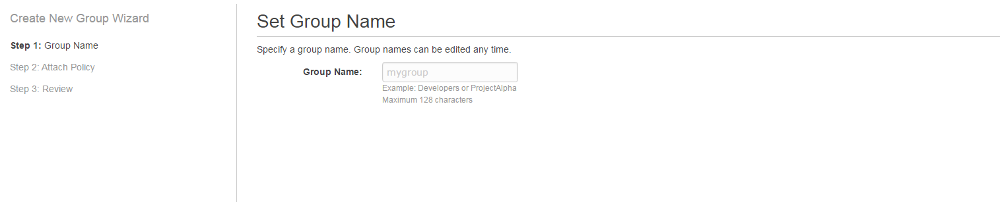 Create New Group Wizard
Step 1: Group Name
Step 2: Attach Policy
Step 3: Review
Set Group Name
Specify a group name. Group names can be edited any time.
Group Name:
mygroup
Example: Developers or ProjectAlpha
Maximum 128 characters